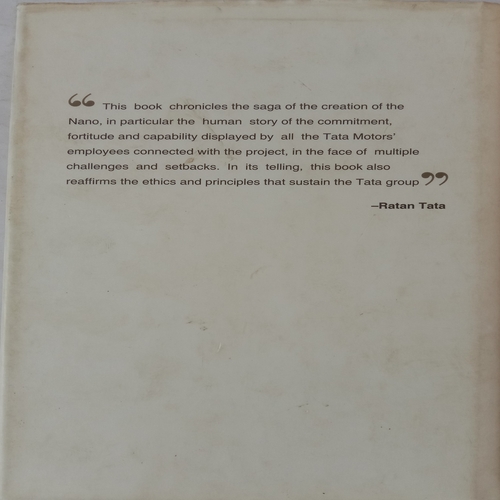 “ This book chronicles the saga of the creation of the
Nano, in particular the human story of the commitment,
fortitude and capability displayed by all the Tata Motors'
employees connected with the project, in the face of multiple
challenges and setbacks. In its telling, this book also
reaffirms the ethics and principles that sustain the Tata group ”
–Ratan Tata